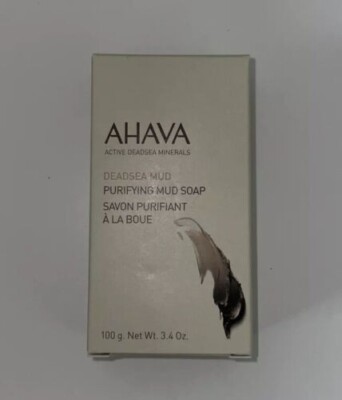 AHAVA
ACTIVE DEADSEA MINERALS
DEADSEA MUD
PURIFYING MUD SOAP
SAVON PURIFIANT
À LA BOUE
100 g. Net Wt. 3.4 Oz.